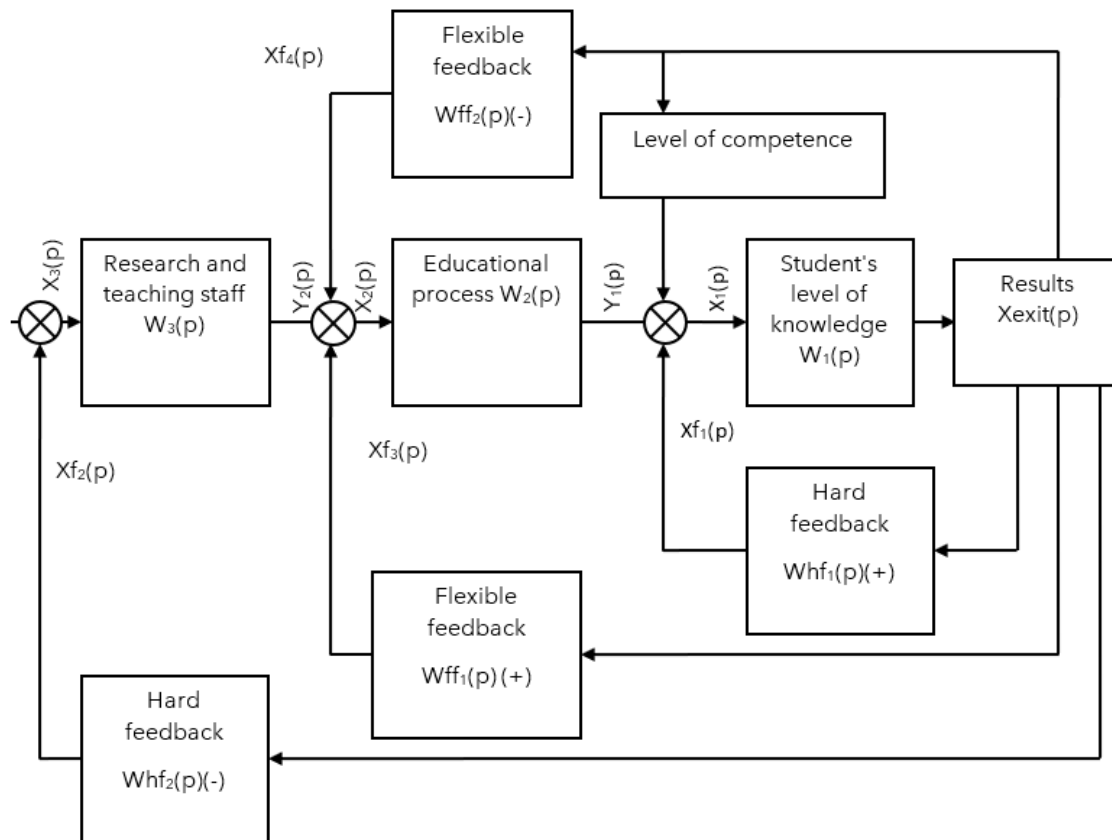 Flexible
feedback
Wff₂(p)(-)
Xf₄(p)
Level of competence
X₃(p)
Research and
teaching staff
W₃(p)
Y₂(p)
X₂(p)
Educational
process W₂(p)
Y₁(p)
X₁(p)
Student's
level of
knowledge
W₁(p)
Results
Xexit(p)
Xf₂(p)
Xf₃(p)
Xf₁(p)
Hard
feedback
Whf₁(p)(+)
Flexible
feedback
Wff₁(p)(+)
Hard
feedback
Whf₂(p)(-)